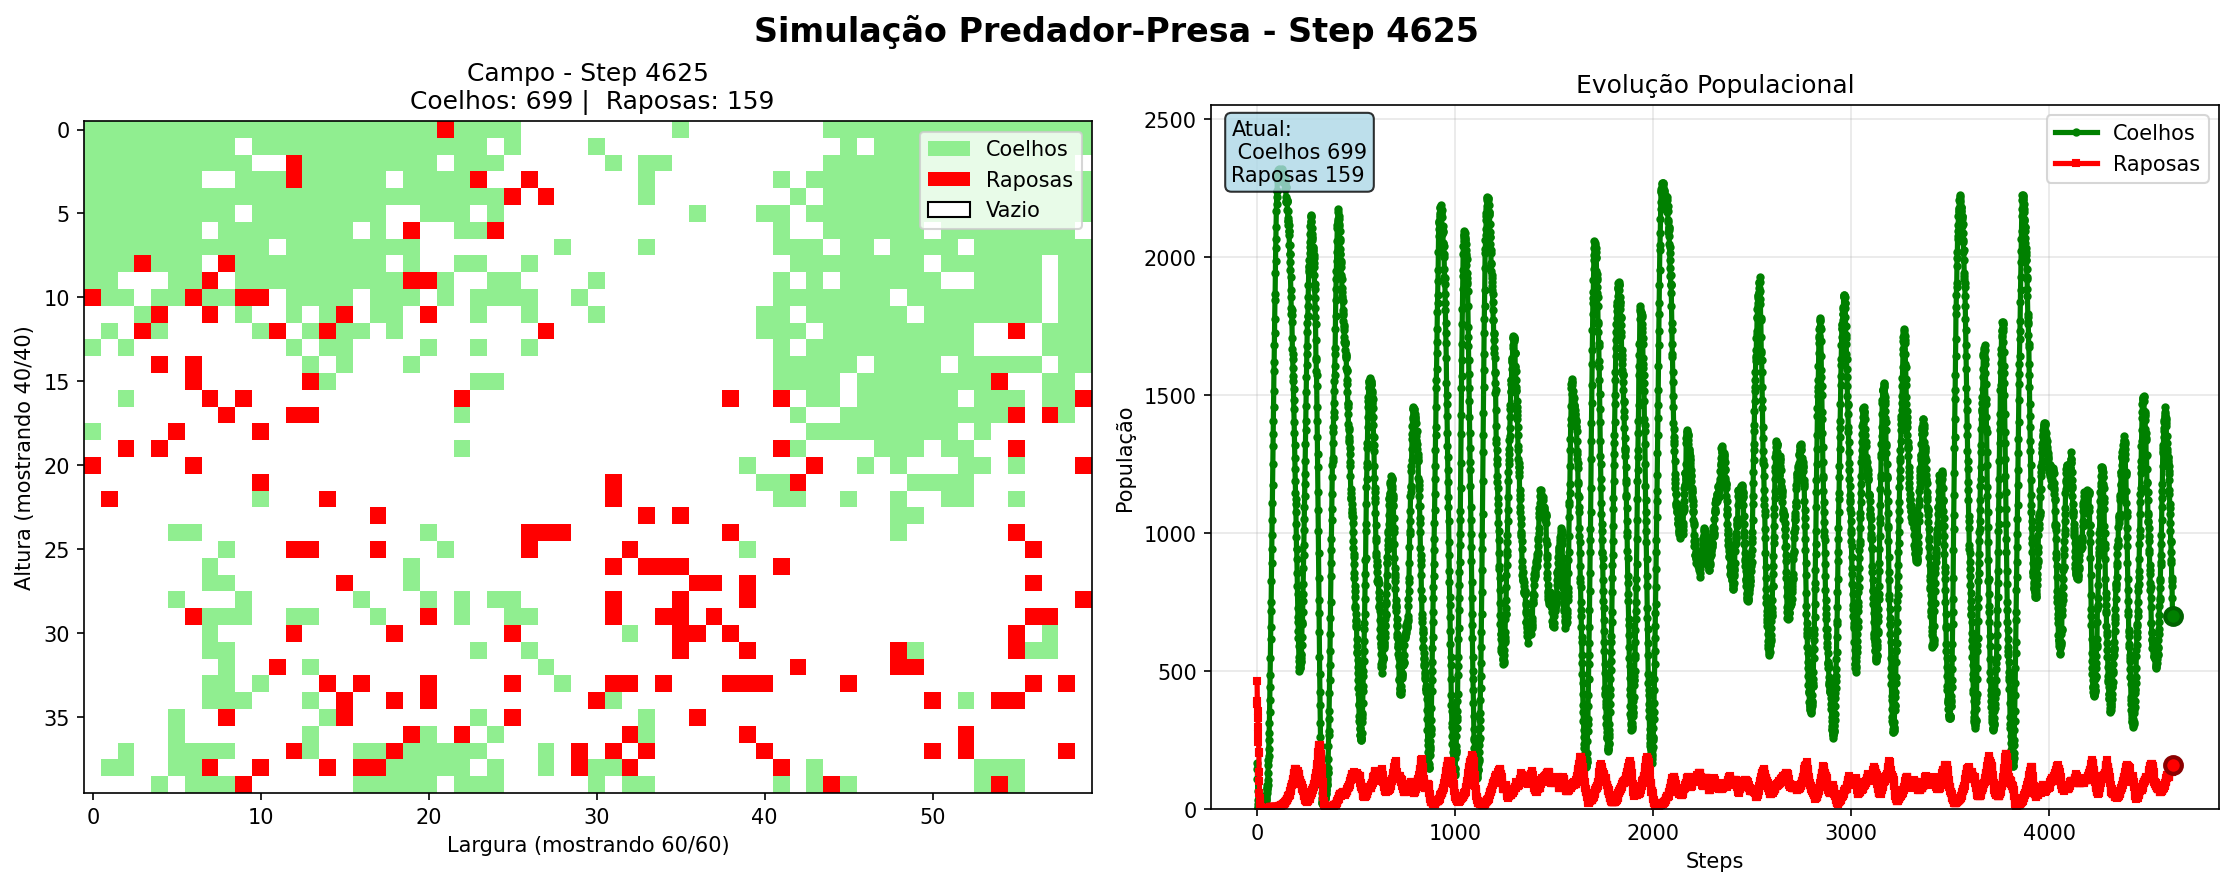 Simulação Predador-Presa - Step 4625
Campo - Step 4625
Coelhos: 699 |  Raposas: 159
Coelhos
Raposas
Vazio
0
5
10
15
20
25
30
35
Altura (mostrando 40/40)
0
10
20
30
40
50
Largura (mostrando 60/60)
Evolução Populacional
Atual:
Coelhos 699
Raposas 159
Coelhos
Raposas
2500
2000
1500
1000
500
0
População
0
1000
2000
3000
4000
Steps